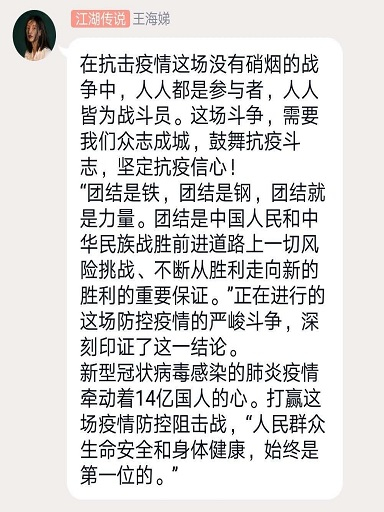 江湖传说 王海娣
在抗击疫情这场没有硝烟的战
争中，人人都是参与者，人人
皆为战斗员。这场斗争，需要
我们众志成城，鼓舞抗疫斗
志，坚定抗疫信心！
“团结是铁，团结是钢，团结就
是力量。团结是中国人民和中
华民族战胜前进道路上一切风
险挑战、不断从胜利走向新的
胜利的重要保证。”正在进行的
这场防控疫情的严峻斗争，深
刻印证了这一结论。
新型冠状病毒感染的肺炎疫情
牵动着14亿国人的心。打赢这
场疫情防控阻击战，“人民群众
生命安全和身体健康，始终是
第一位的。”